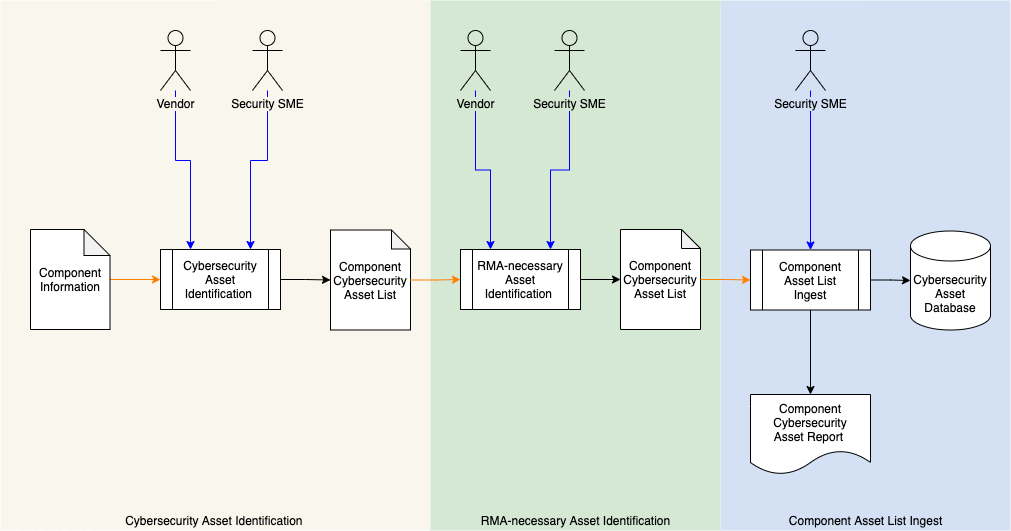 Vendor
Security SME
Vendor
Security SME
Security SME
Component
Information
Cybersecurity
Asset
Identification
Component
Cybersecurity
Asset List
RMA-necessary
Asset
Identification
Component
Cybersecurity
Asset List
Component
Asset List
Ingest
Cybersecurity
Asset
Database
Component
Cybersecurity
Asset Report
Cybersecurity Asset Identification
RMA-necessary Asset Identification
Component Asset List Ingest